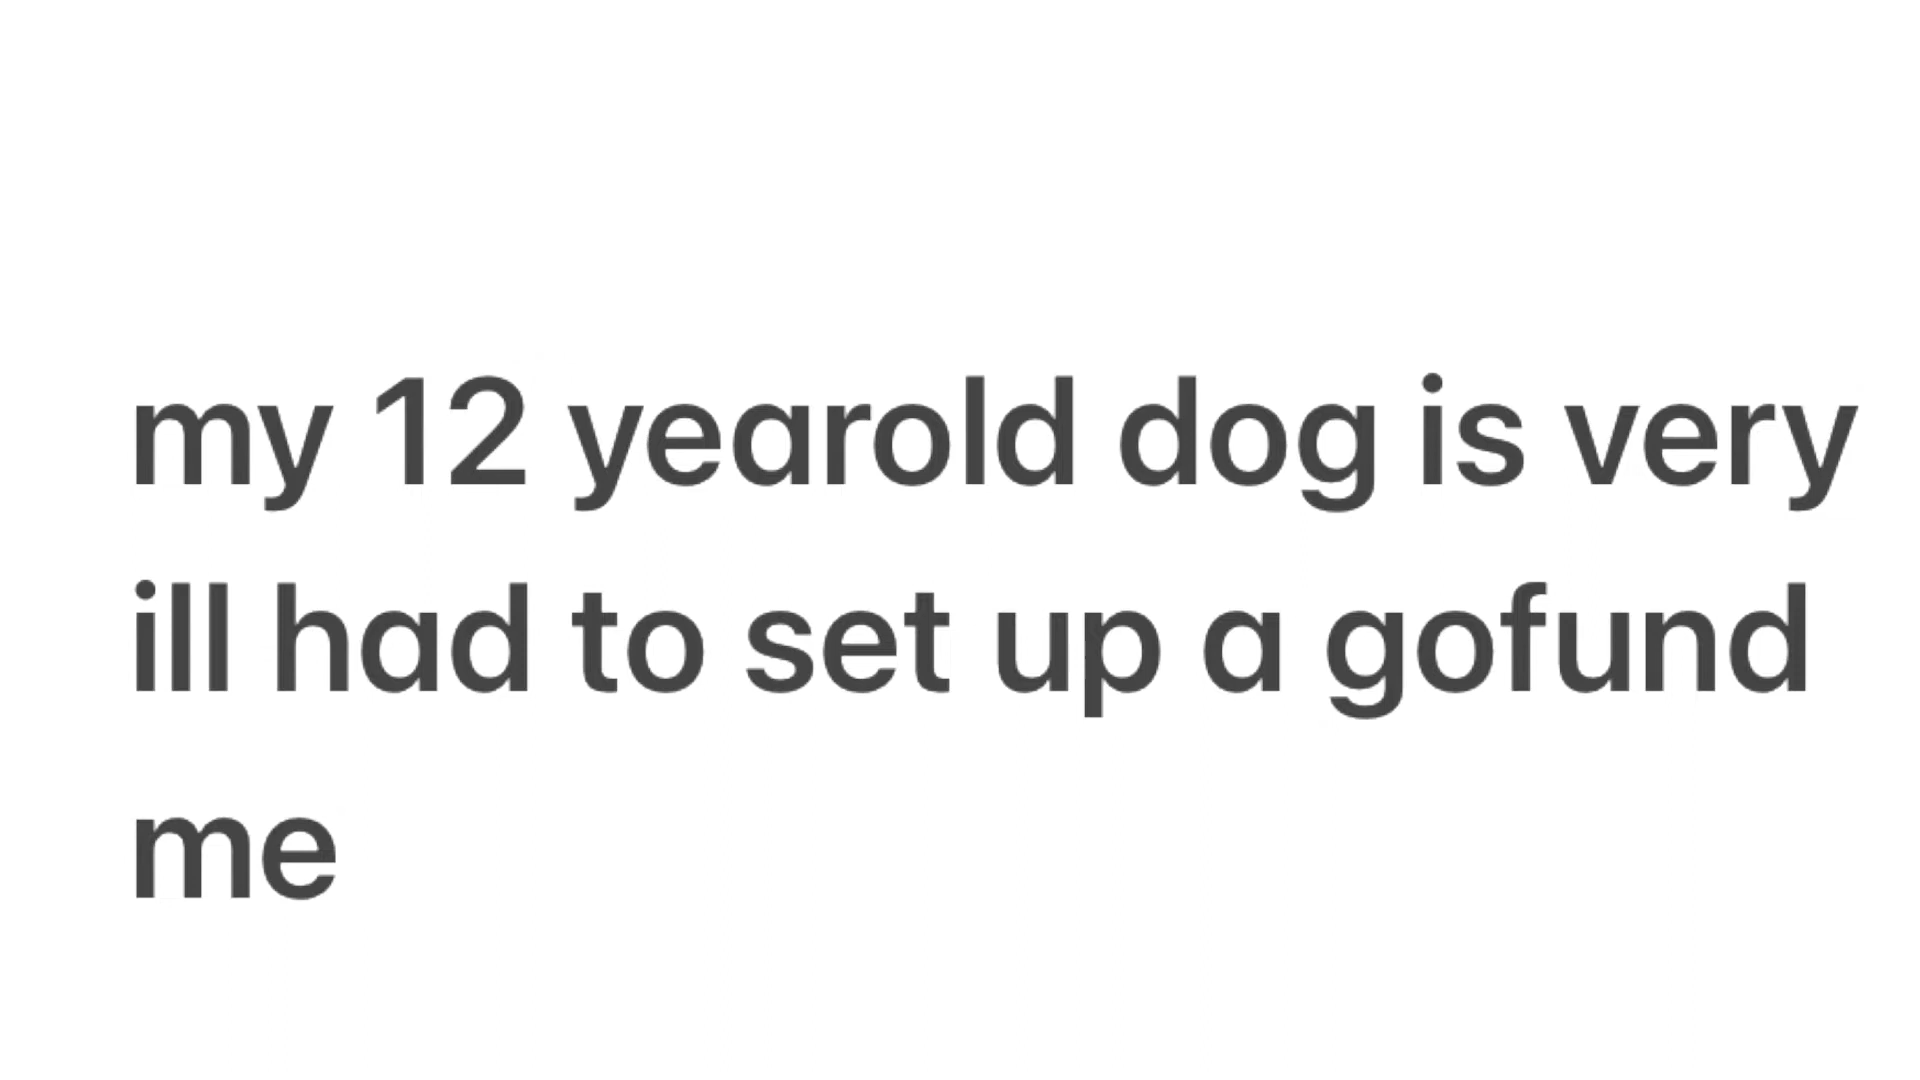 my 12 yearold dog is very
ill had to set up a gofund
me